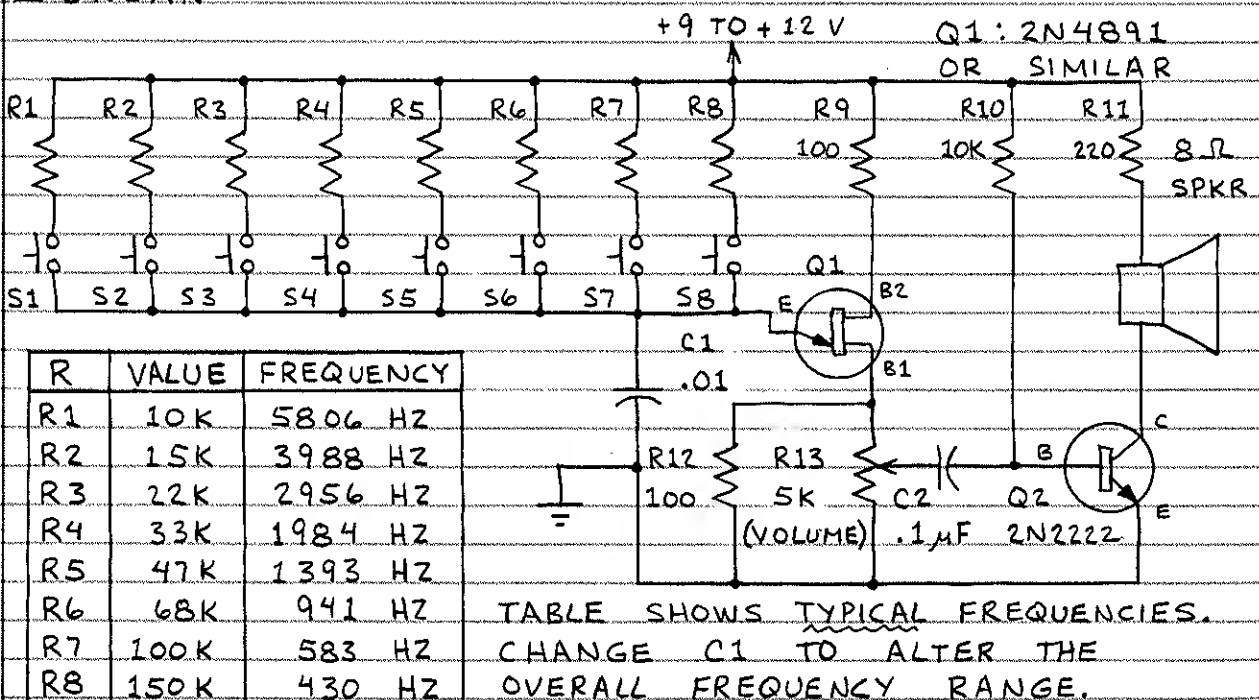 +9 TO +12 V
Q1: 2N4891
OR SIMILAR
R1 R2 R3 R4 R5 R6 R7 R8 R9 R10 R11
100 10K 220 8Ω
SPKR
Q1
S1 S2 S3 S4 S5 S6 S7 S8 E B2
C1
.01 B1
R VALUE FREQUENCY
R1 10K 5806 HZ
R2 15K 3988 HZ
R3 22K 2956 HZ
R4 33K 1984 HZ
R5 47K 1393 HZ
R6 68K 941 HZ
R7 100K 583 HZ
R8 150K 430 HZ
C
R12 R13 B
100 5K C2 Q2 E
(VOLUME) .1μF 2N2222
TABLE SHOWS TYPICAL FREQUENCIES.
CHANGE C1 TO ALTER THE
OVERALL FREQUENCY RANGE.